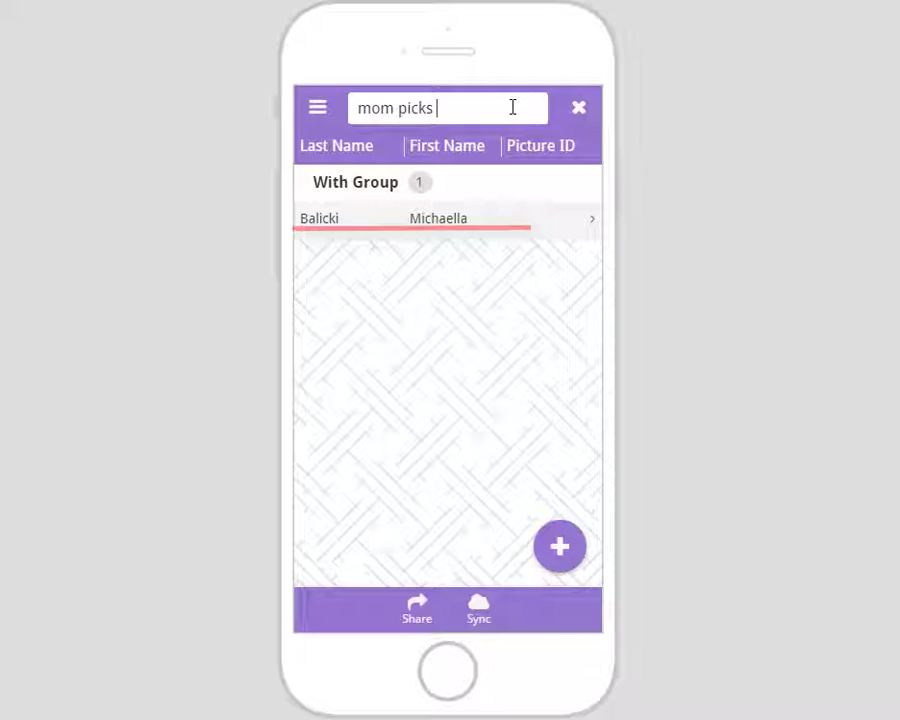 mom picks
Last Name First Name Picture ID
With Group 1
Balicki Michaella
Share Sync